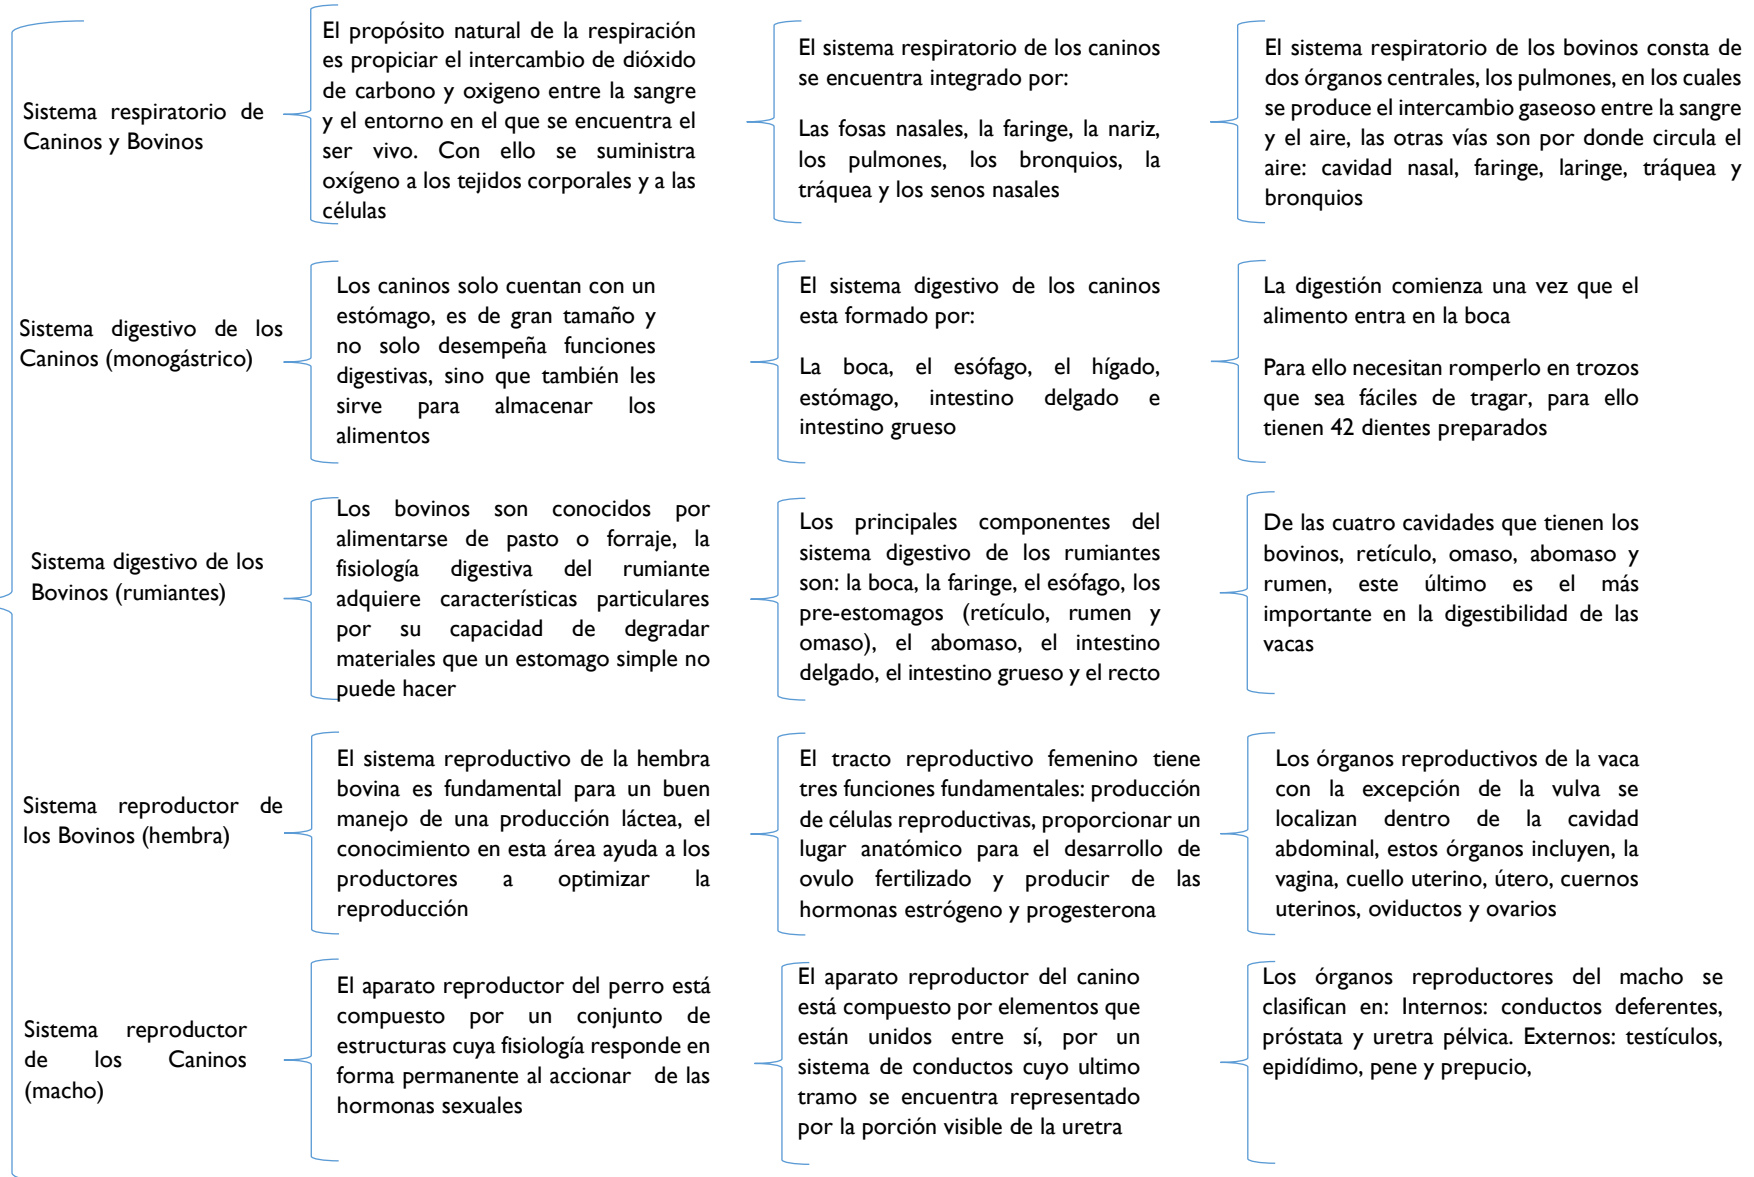 Sistema respiratorio de
Caninos y Bovinos
El propósito natural de la respiración
es propiciar el intercambio de dióxido
de carbono y oxigeno entre la sangre
y el entorno en el que se encuentra el
ser vivo. Con ello se suministra
oxígeno a los tejidos corporales y a las
células
El sistema respiratorio de los caninos
se encuentra integrado por:
Las fosas nasales, la faringe, la nariz,
los pulmones, los bronquios, la
tráquea y los senos nasales
El sistema respiratorio de los bovinos consta de
dos órganos centrales, los pulmones, en los cuales
se produce el intercambio gaseoso entre la sangre
y el aire, las otras vías son por donde circula el
aire: cavidad nasal, faringe, laringe, tráquea y
bronquios
Sistema digestivo de los
Caninos (monogástrico)
Los caninos solo cuentan con un
estómago, es de gran tamaño y
no solo desempeña funciones
digestivas, sino que también les
sirve para almacenar los
alimentos
El sistema digestivo de los caninos
esta formado por:
La boca, el esófago, el hígado,
estómago, intestino delgado e
intestino grueso
La digestión comienza una vez que el
alimento entra en la boca
Para ello necesitan romperlo en trozos
que sea fáciles de tragar, para ello
tienen 42 dientes preparados
Sistema digestivo de los
Bovinos (rumiantes)
Los bovinos son conocidos por
alimentarse de pasto o forraje, la
fisiología digestiva del rumiante
adquiere características particulares
por su capacidad de degradar
materiales que un estomago simple no
puede hacer
Los principales componentes del
sistema digestivo de los rumiantes
son: la boca, la faringe, el esófago, los
pre-estomagos (retículo, rumen y
omaso), el abomaso, el intestino
delgado, el intestino grueso y el recto
De las cuatro cavidades que tienen los
bovinos, retículo, omaso, abomaso y
rumen, este último es el más
importante en la digestibilidad de las
vacas
Sistema reproductor de
los Bovinos (hembra)
El sistema reproductivo de la hembra
bovina es fundamental para un buen
manejo de una producción láctea, el
conocimiento en esta área ayuda a los
productores a optimizar la
reproducción
El tracto reproductivo femenino tiene
tres funciones fundamentales: producción
de células reproductivas, proporcionar un
lugar anatómico para el desarrollo de
ovulo fertilizado y producir de las
hormonas estrógeno y progesterona
Los órganos reproductivos de la vaca
con la excepción de la vulva se
localizan dentro de la cavidad
abdominal, estos órganos incluyen, la
vagina, cuello uterino, útero, cuernos
uterinos, oviductos y ovarios
Sistema reproductor
de los Caninos
(macho)
El aparato reproductor del perro está
compuesto por un conjunto de
estructuras cuya fisiología responde en
forma permanente al accionar de las
hormonas sexuales
El aparato reproductor del canino
está compuesto por elementos que
están unidos entre sí, por un
sistema de conductos cuyo ultimo
tramo se encuentra representado
por la porción visible de la uretra
Los órganos reproductores del macho se
clasifican en: Internos: conductos deferentes,
próstata y uretra pélvica. Externos: testículos,
epidídimo, pene y prepucio,